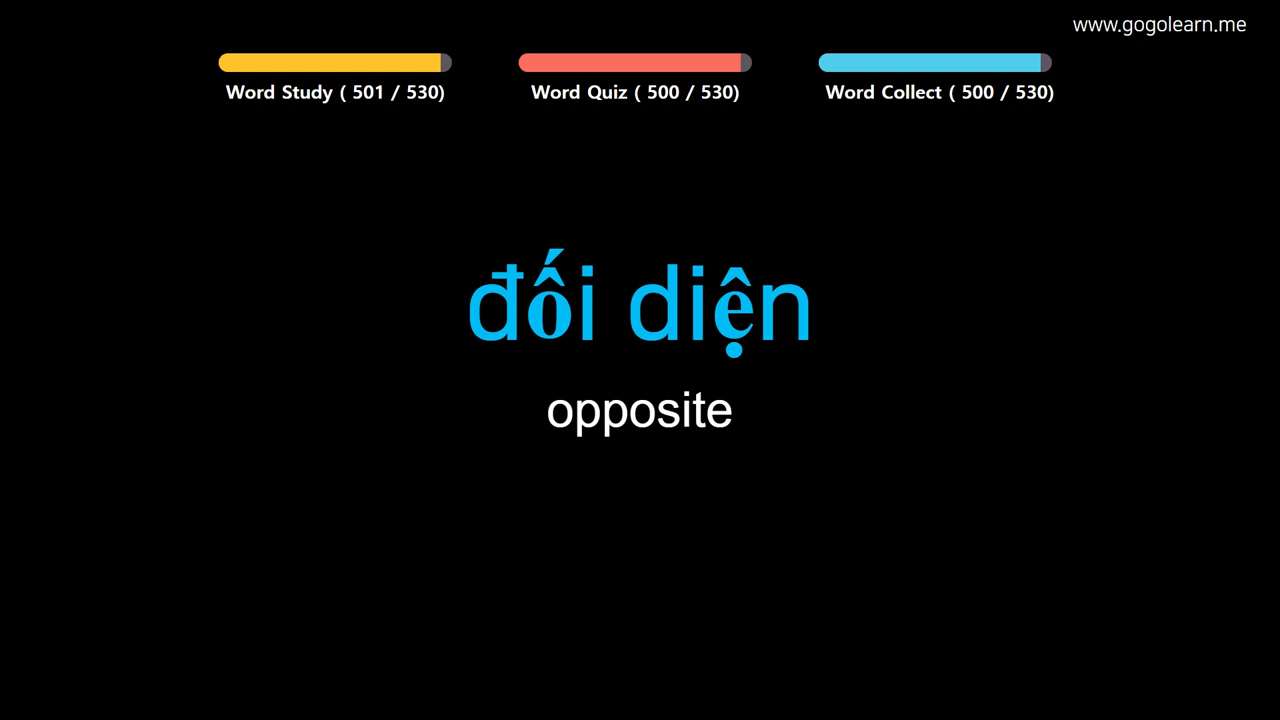 www.gogolearn.me
Word Study ( 501 / 530)
Word Quiz ( 500 / 530)
Word Collect ( 500 / 530)
đối diện
opposite